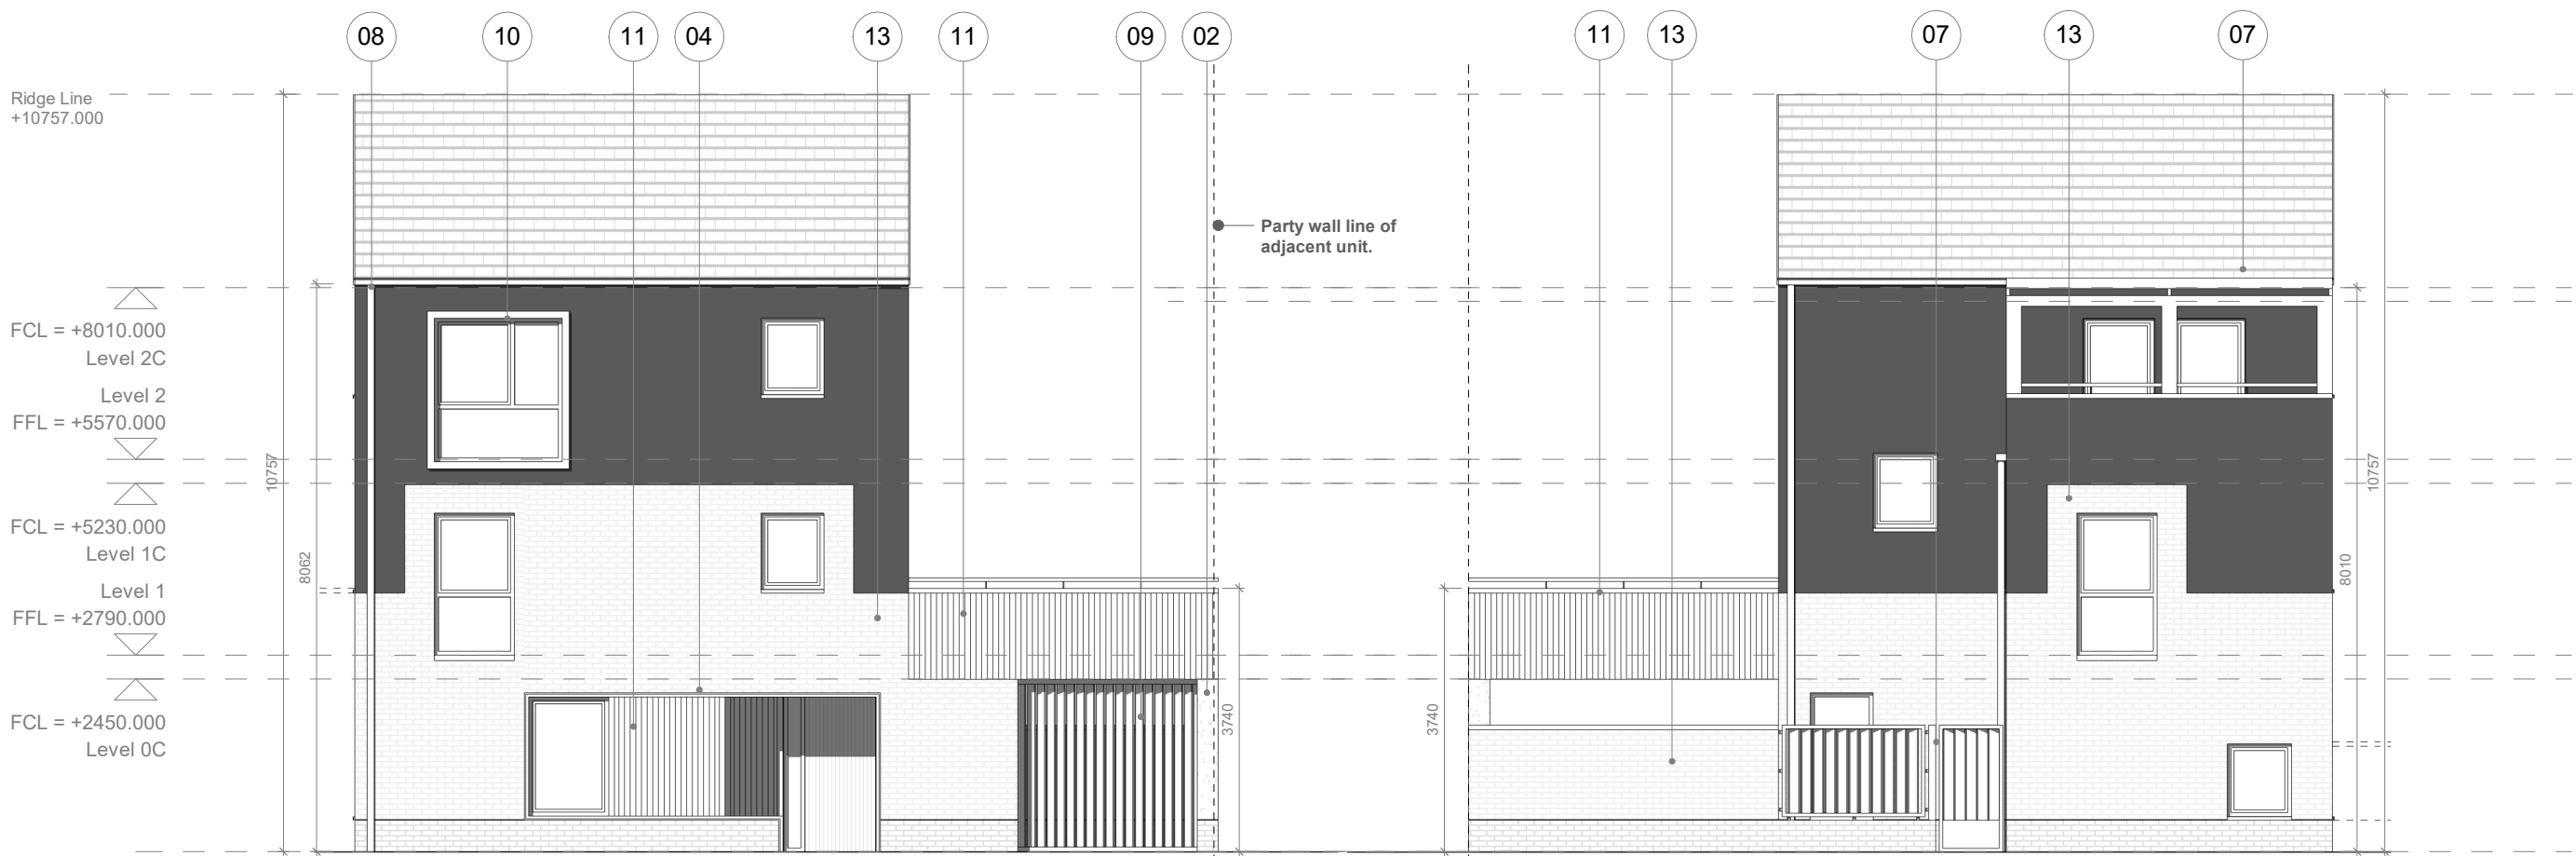 08 10 11 04 13 11 09 02 11 13 07 13 07
Ridge Line
+10757.000
Party wall line of
adjacent unit.
FCL = +8010.000
Level 2C
Level 2
FFL = +5570.000
FCL = +5230.000
Level 1C
Level 1
FFL = +2790.000
FCL = +2450.000
Level 0C
10757
8062
3740
3740
8010
10757